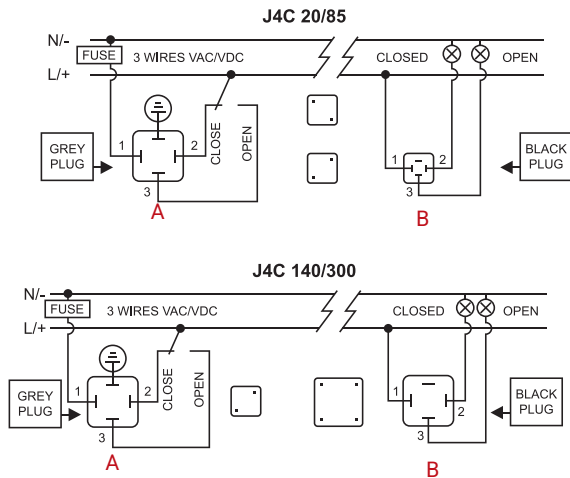 J4C 20/85
N/-
FUSE
3 WIRES VAC/VDC
CLOSED
OPEN
L/+
GREY
PLUG
1
2
3
CLOSE
OPEN
A
1
2
3
B
BLACK
PLUG
J4C 140/300
N/-
FUSE
3 WIRES VAC/VDC
CLOSED
OPEN
L/+
GREY
PLUG
1
2
3
CLOSE
OPEN
A
1
2
3
B
BLACK
PLUG